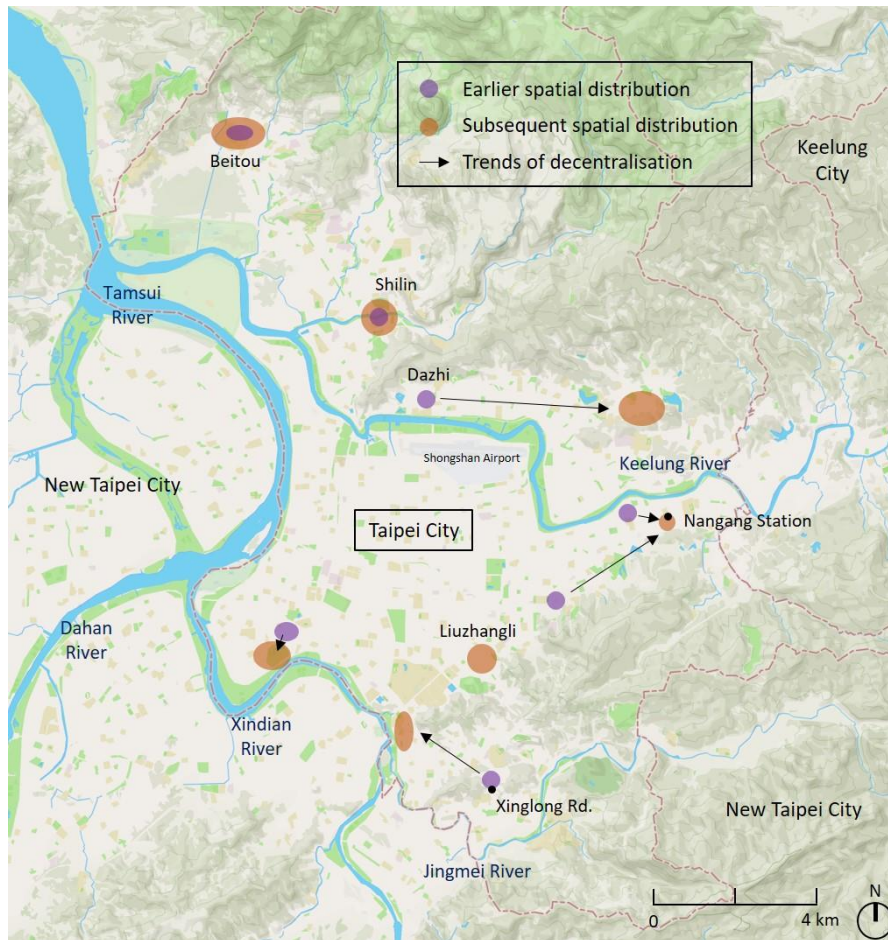 Earlier spatial distribution
Subsequent spatial distribution
Trends of decentralisation
Keelung
City
Beitou
Shilin
Tamsui
River
Dazhi
Shongshan Airport
Keelung River
New Taipei City
Taipei City
Nangang Station
Dahan
River
Liuzhangli
Xindian
River
Xinglong Rd.
New Taipei City
Jingmei River
N
0
4 km